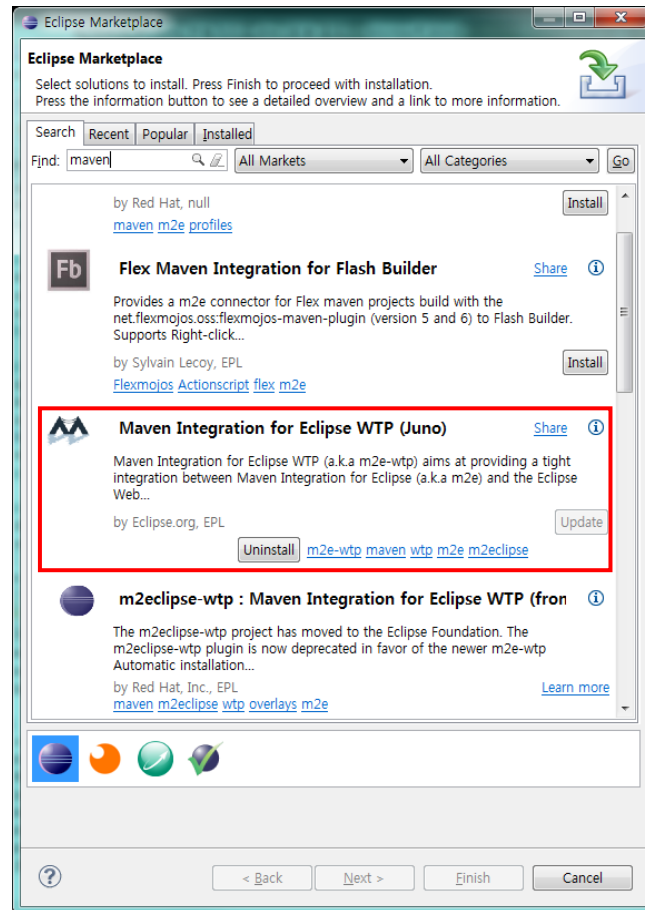 Eclipse Marketplace
Eclipse Marketplace
Select solutions to install. Press Finish to proceed with installation.
Press the information button to see a detailed overview and a link to more information.
Search Recent Popular Installed
Find: maven All Markets All Categories Go
by Red Hat, null Install
maven m2e profiles
Fb Flex Maven Integration for Flash Builder Share
Provides a m2e connector for Flex maven projects build with the
net.flexmojos.oss:flexmojos-maven-plugin (version 5 and 6) to Flash Builder.
Supports Right-click...
by Sylvain Lecoy, EPL Install
Flexmojos Actionscript flex m2e
Maven Integration for Eclipse WTP (Juno) Share
Maven Integration for Eclipse WTP (a.k.a m2e-wtp) aims at providing a tight
integration between Maven Integration for Eclipse (a.k.a m2e) and the Eclipse
Web...
by Eclipse.org, EPL Update
Uninstall m2e-wtp maven wtp m2e m2eclipse
m2eclipse-wtp : Maven Integration for Eclipse WTP (fron
The m2eclipse-wtp project has moved to the Eclipse Foundation. The
m2eclipse-wtp plugin is now deprecated in favor of the newer m2e-wtp
Automatic installation...
by Red Hat, Inc., EPL Learn more
maven m2eclipse wtp overlays m2e
? < Back Next > Finish Cancel